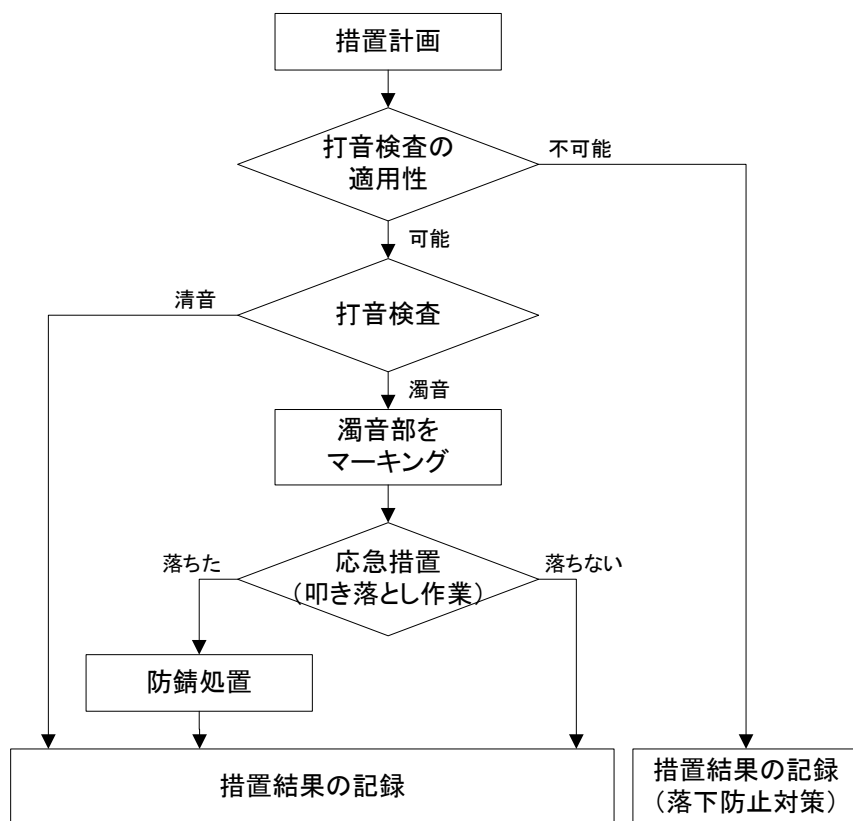 措置計画
打音検査の
適用性
不可能
可能
清音
打音検査
濁音
濁音部を
マーキング
落ちた
応急措置
(叩き落とし作業)
落ちない
防錆処置
措置結果の記録
措置結果の記録
(落下防止対策)